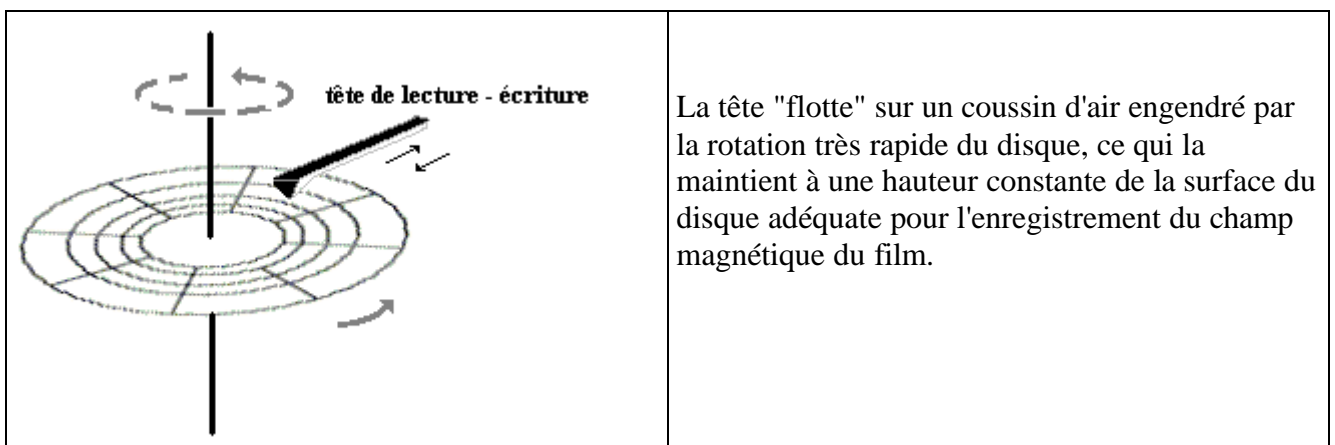 tête de lecture - écriture
La tête "flotte" sur un coussin d'air engendré par
la rotation très rapide du disque, ce qui la
maintient à une hauteur constante de la surface du
disque adéquate pour l'enregistrement du champ
magnétique du film.